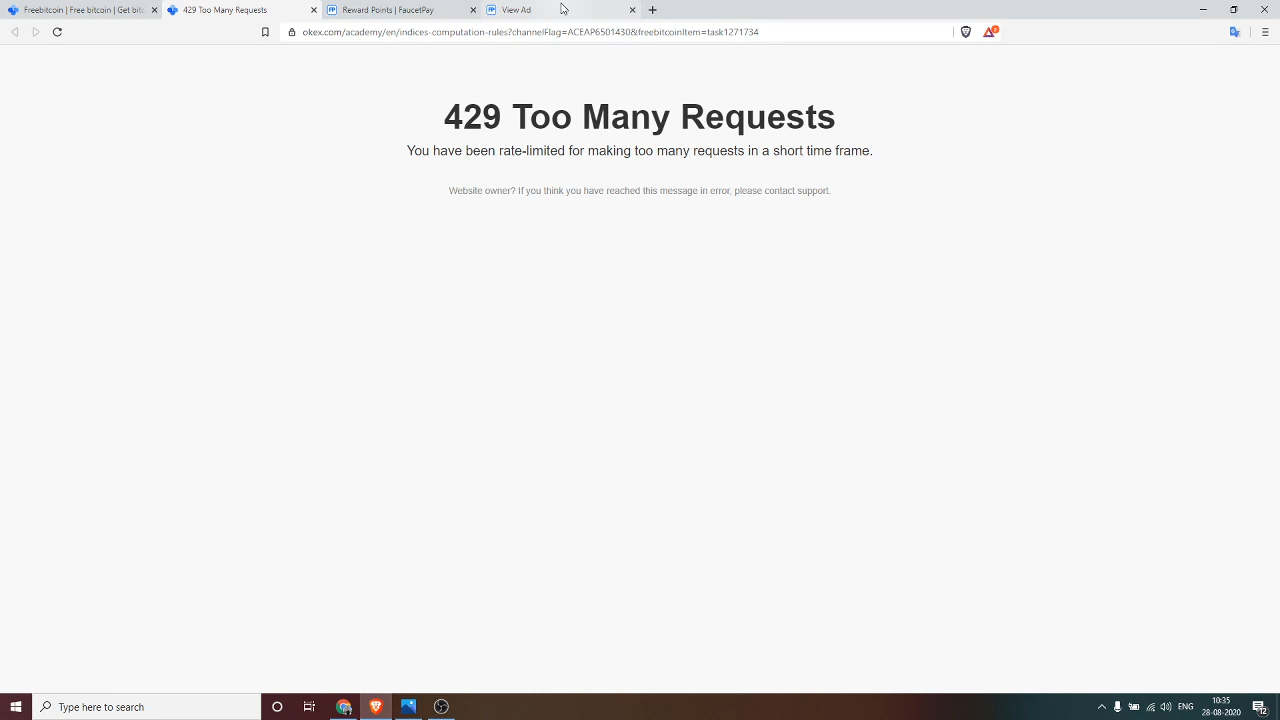 Freebitcoin | Free bitcoin | Get bit
429 Too Many Requests
Reward Points | FaucetPay
View Ad
okex.com/academy/en/indices-computation-rules?channelFlag=ACEAP6501430&freebitcoinItem=task1271734
429 Too Many Requests
You have been rate-limited for making too many requests in a short time frame.
Website owner? If you think you have reached this message in error, please contact support.
Type here to search
ENG
10:35
28-08-2020